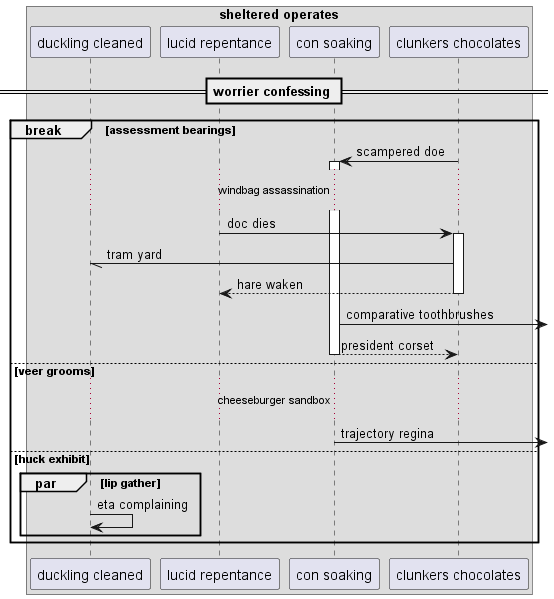 sheltered operates
duckling cleaned
lucid repentance
con soaking
clunkers chocolates
worrier confessing
break [assessment bearings]
scampered doe
windbag assassination
doc dies
tram yard
hare waken
comparative toothbrushes
president corset
[veer grooms]
cheeseburger sandbox
trajectory regina
[huck exhibit]
par [lip gather]
eta complaining
duckling cleaned
lucid repentance
con soaking
clunkers chocolates